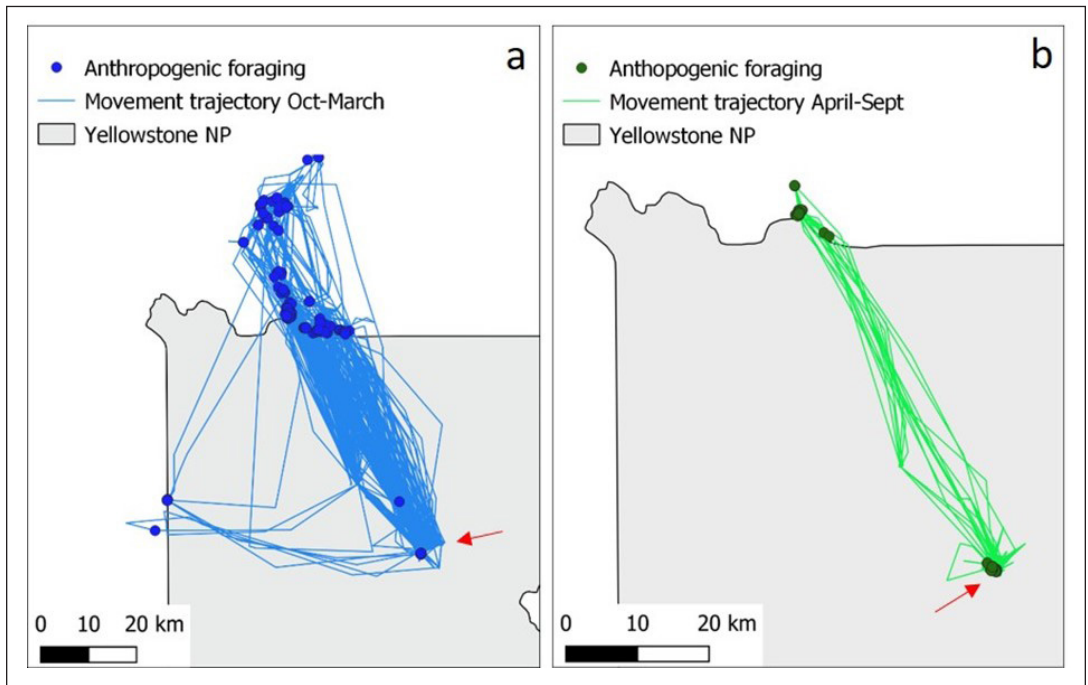 a
Anthropogenic foraging
Movement trajectory Oct-March
Yellowstone NP
0 10 20 km
b
Anthopogenic foraging
Movement trajectory April-Sept
Yellowstone NP
0 10 20 km